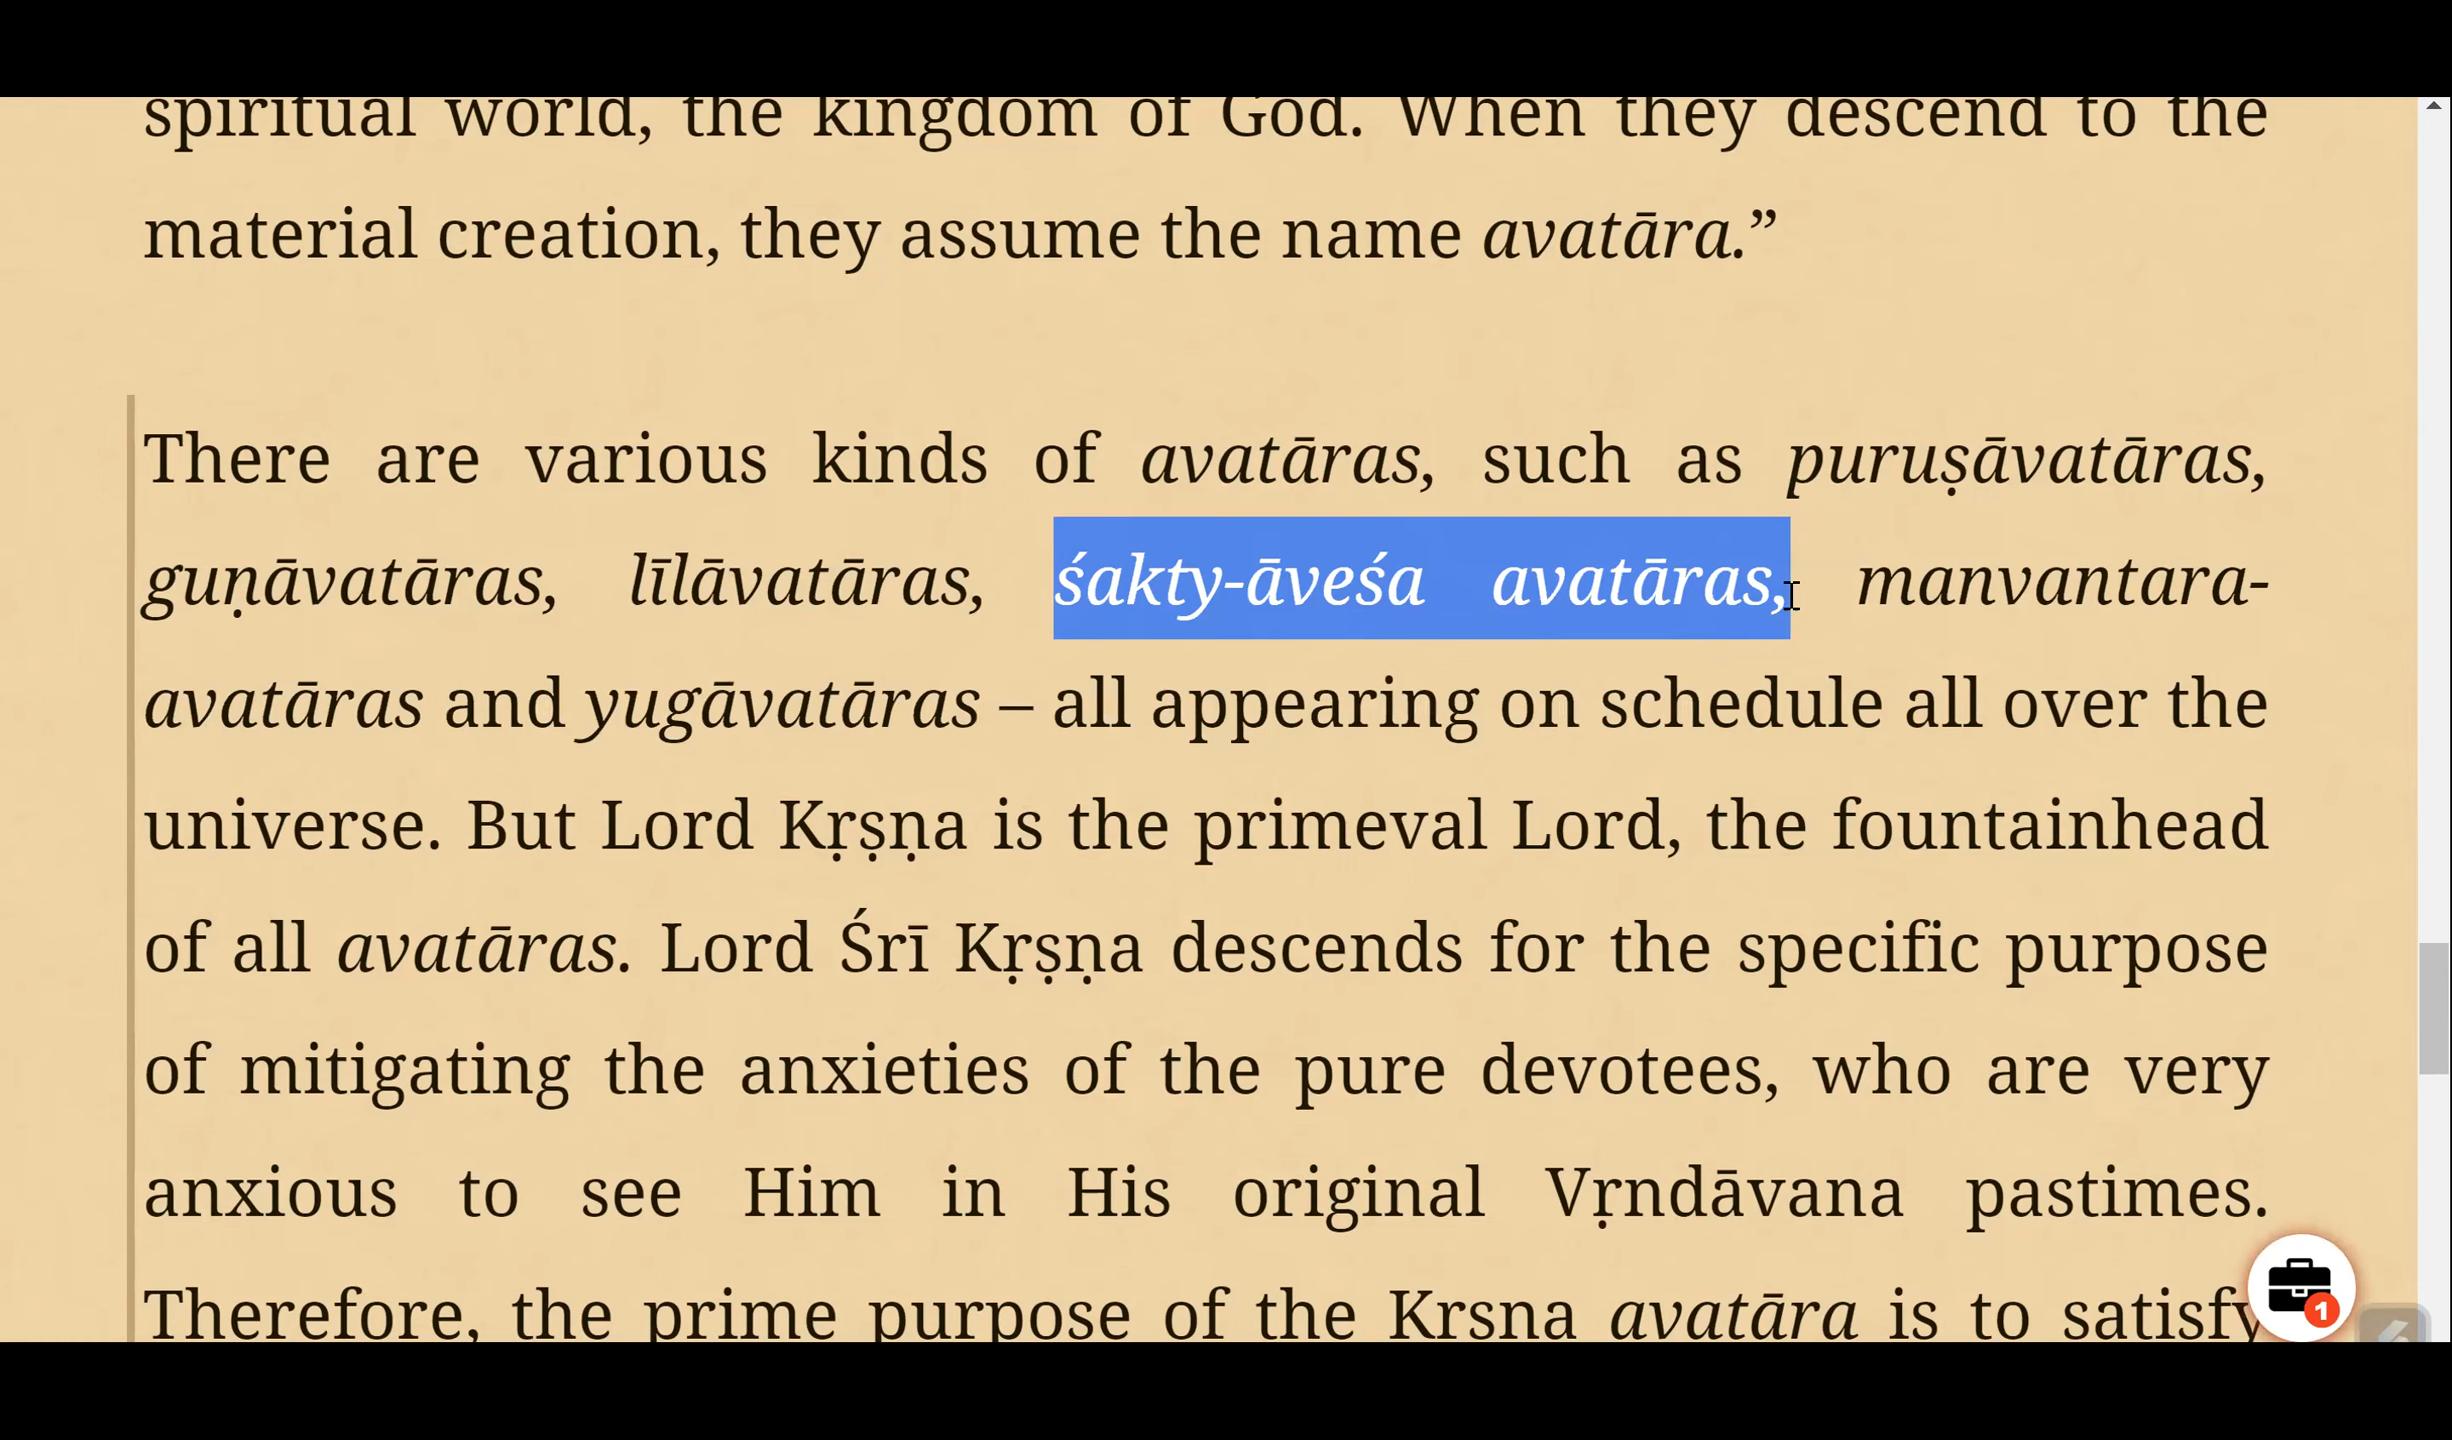 spiritual world, the kingdom of God. When they descend to the
material creation, they assume the name avatāra.”
There are various kinds of avatāras, such as puruṣāvatāras,
guṇāvatāras, līlāvatāras, śakty-āveśa avatāras, manvantara-
avatāras and yugāvatāras – all appearing on schedule all over the
universe. But Lord Kṛṣṇa is the primeval Lord, the fountainhead
of all avatāras. Lord Śrī Kṛṣṇa descends for the specific purpose
of mitigating the anxieties of the pure devotees, who are very
anxious to see Him in His original Vṛndāvana pastimes.
Therefore, the prime purpose of the Krsna avatāra is to satisfy
1